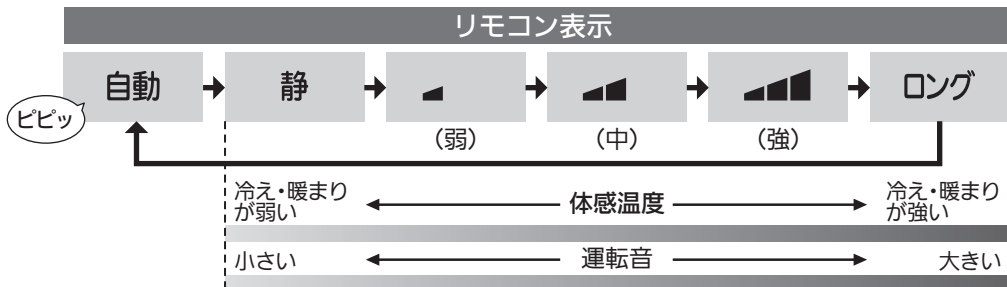 リモコン表示
自動
静
ロング
ピピッ
(弱)
(中)
(強)
冷え・暖まり
が弱い
体感温度
冷え・暖まり
が強い
小さい
運転音
大きい